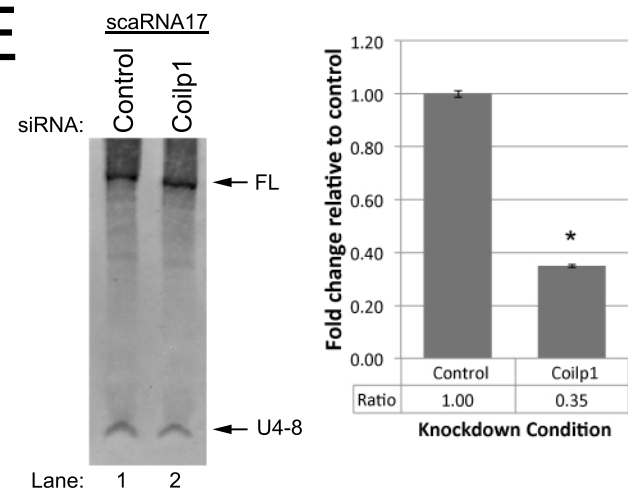 E
scaRNA17
siRNA:
Control
Coilp1
FL
U4-8
Lane: 1 2
Fold change relative to control
1.20
1.00
0.80
0.60
0.40
0.20
0.00
*
Control Coilp1
Ratio 1.00 0.35
Knockdown Condition